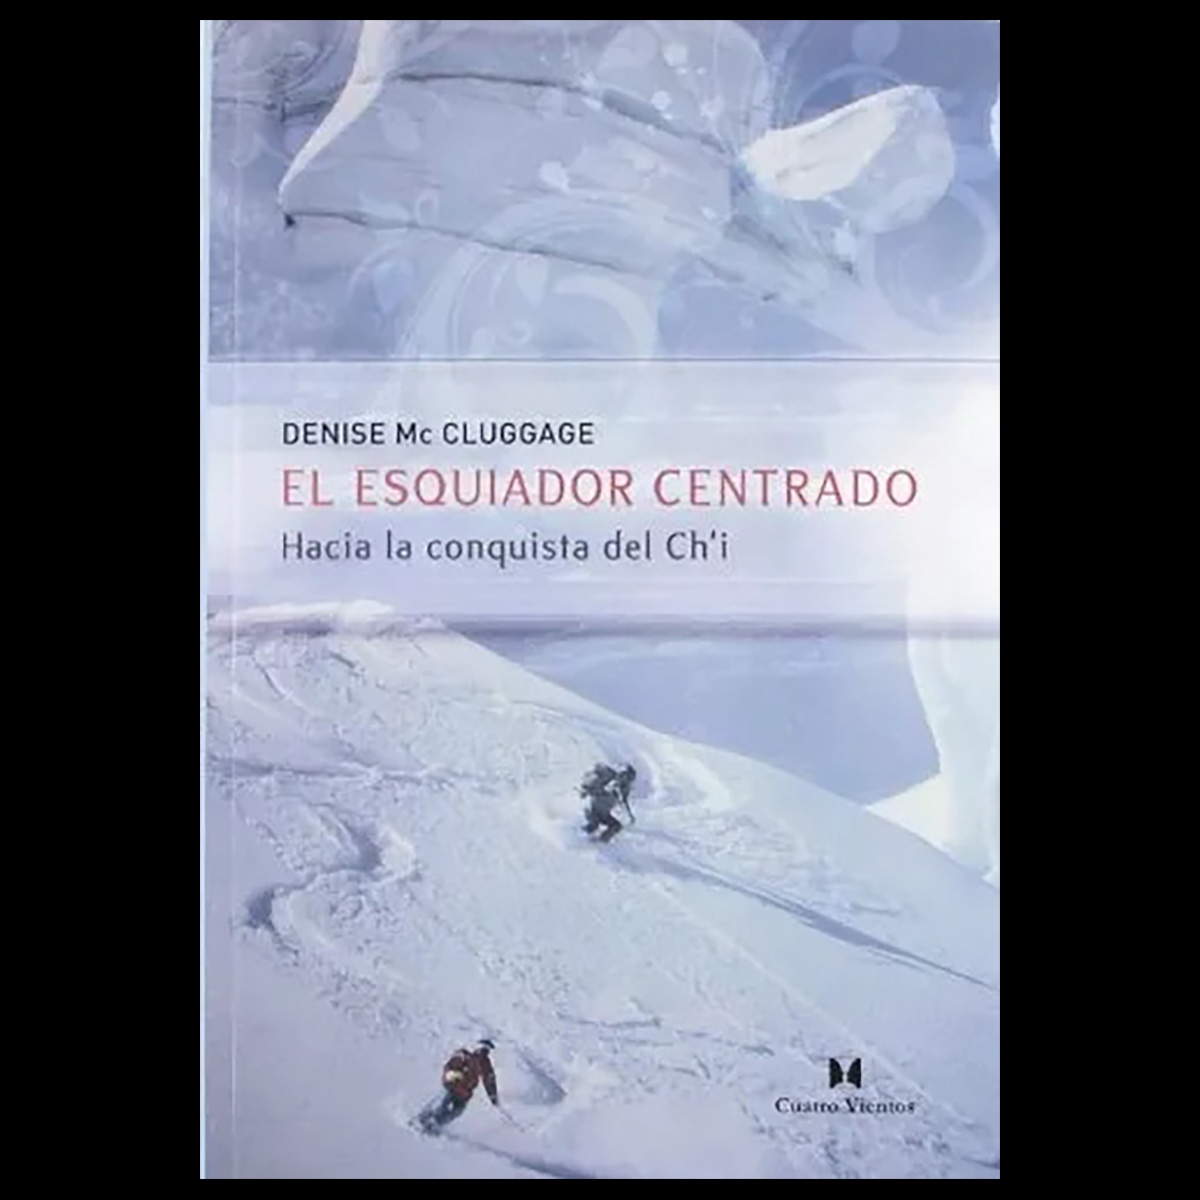 DENISE Mc CLUGGAGE
EL ESQUIADOR CENTRADO
Hacia la conquista del Ch'i
Cuatro Vientos